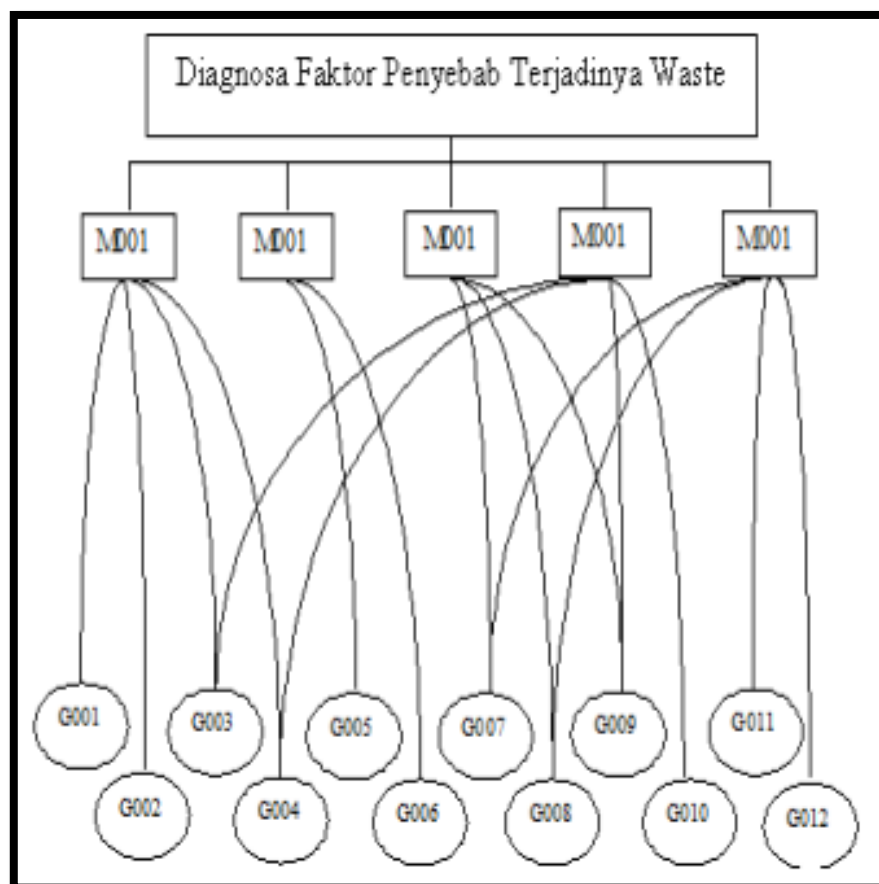 Diagnosa Faktor Penyebab Terjadinya Waste
M001 M001 M001 M001 M001
G001 G003 G005 G007 G009 G011
G002 G004 G006 G008 G010 G012